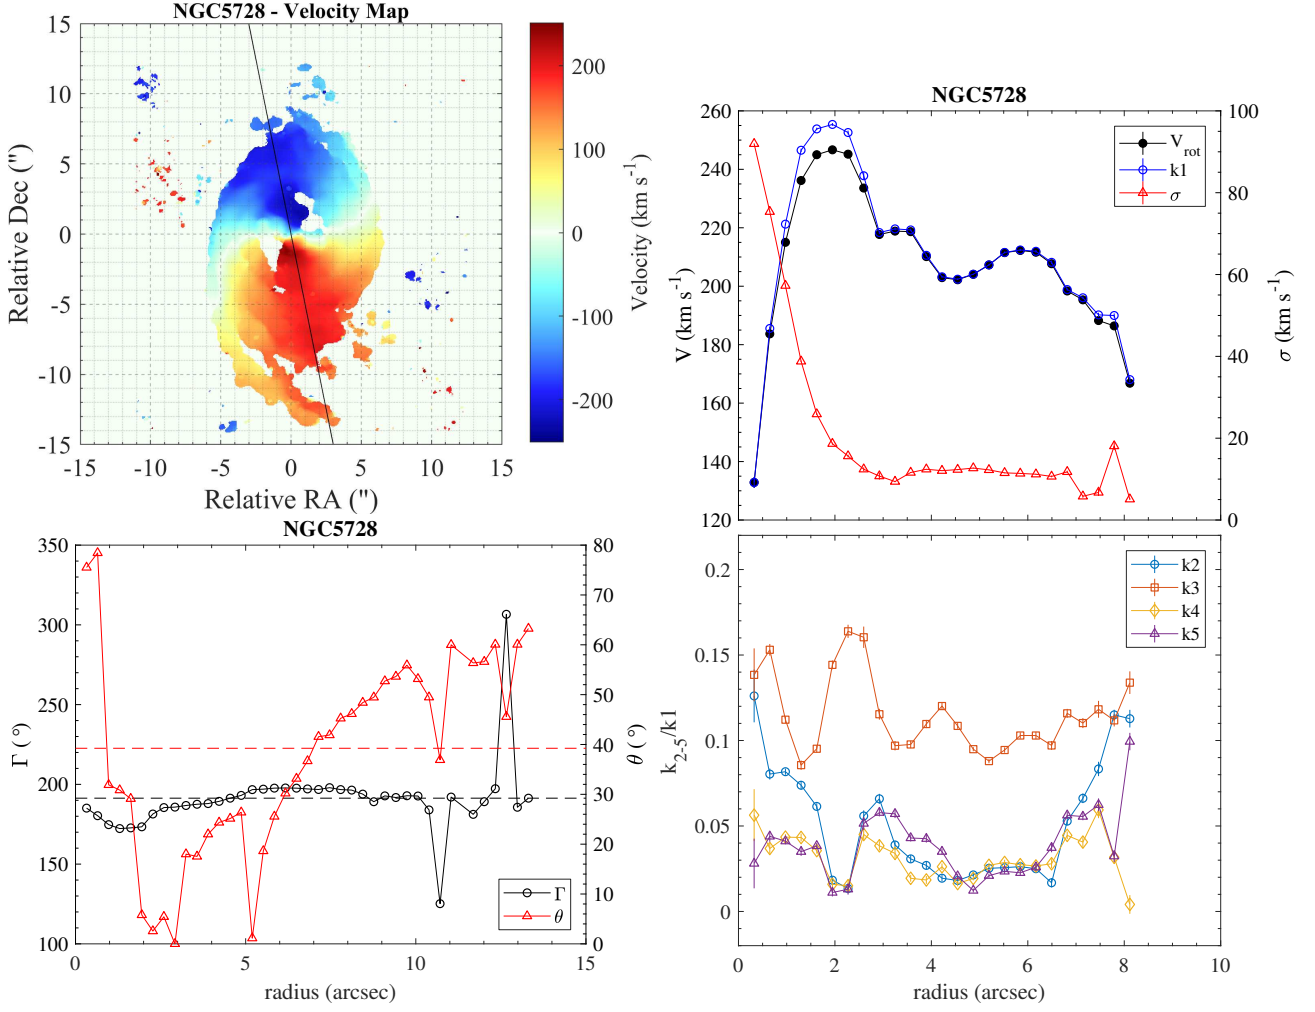 NGC5728 - Velocity Map
15
10
5
0
-5
-10
-15
-15
-10
-5
0
5
10
15
Relative Dec (")
Relative RA (")
200
100
0
-100
-200
Velocity (km s⁻¹)
NGC5728
260
240
220
200
180
160
140
120
V (km s⁻¹)
100
80
60
40
20
0
σ (km s⁻¹)
V_rot
k1
σ
NGC5728
350
300
250
200
150
100
Γ (°)
80
70
60
50
40
30
20
10
0
θ (°)
Γ
θ
0
5
10
15
radius (arcsec)
0.2
0.15
0.1
0.05
0
k₂₋₅/k1
k2
k3
k4
k5
0
2
4
6
8
10
radius (arcsec)